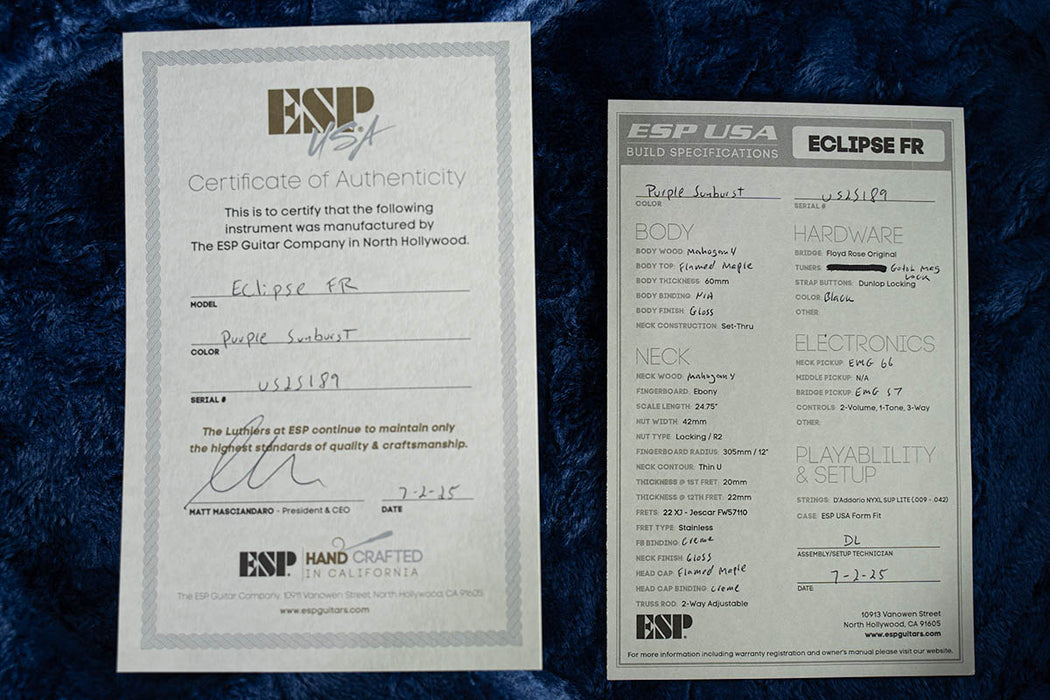 ESP
USA
Certificate of Authenticity
This is to certify that the following
instrument was manufactured by
The ESP Guitar Company in North Hollywood.
Eclipse FR
MODEL
Purple Sunburst
COLOR
US25189
SERIAL #
The Luthiers at ESP continue to maintain only
the highest standards of quality & craftsmanship.
7-2-25
MATT MASCIANDARO - President & CEO DATE
ESP. HAND CRAFTED
IN CALIFORNIA
The ESP Guitar Company, 10911 Vanowen Street, North Hollywood, CA 91605
www.espguitars.com
ESP USA
BUILD SPECIFICATIONS
ECLIPSE FR
Purple Sunburst
COLOR
US25189
SERIAL #
BODY
BODY WOOD: Mahogany
BODY TOP: Flamed Maple
BODY THICKNESS: 60mm
BODY BINDING: N/A
BODY FINISH: Gloss
NECK CONSTRUCTION: Set-Thru
NECK
NECK WOOD: Mahogany
FINGERBOARD: Ebony
SCALE LENGTH: 24.75"
NUT WIDTH: 42mm
NUT TYPE: Locking / R2
FINGERBOARD RADIUS: 305mm / 12"
NECK CONTOUR: Thin U
THICKNESS @ 1ST FRET: 20mm
THICKNESS @ 12TH FRET: 22mm
FRETS: 22 XJ - Jescar FW57110
FRET TYPE: Stainless
FB BINDING: Creme
NECK FINISH: Gloss
HEAD CAP: Flamed Maple
HEAD CAP BINDING: Creme
TRUSS ROD: 2-Way Adjustable
HARDWARE
BRIDGE: Floyd Rose Original
TUNERS: Gotoh Mag
Lock
STRAP BUTTONS: Dunlop Locking
COLOR: Black
OTHER:
ELECTRONICS
NECK PICKUP: EMG 66
MIDDLE PICKUP: N/A
BRIDGE PICKUP: EMG 57
CONTROLS: 2-Volume, 1-Tone, 3-Way
OTHER:
PLAYABLILITY
& SETUP
STRINGS: D'Addario NYXL SUP LITE (.009 - .042)
CASE: ESP USA Form Fit
DL
ASSEMBLY/SETUP TECHNICIAN
7-2-25
DATE
ESP.
10913 Vanowen Street
North Hollywood, CA 91605
www.espguitars.com
For more information including warranty registration and owner's manual please visit our website.